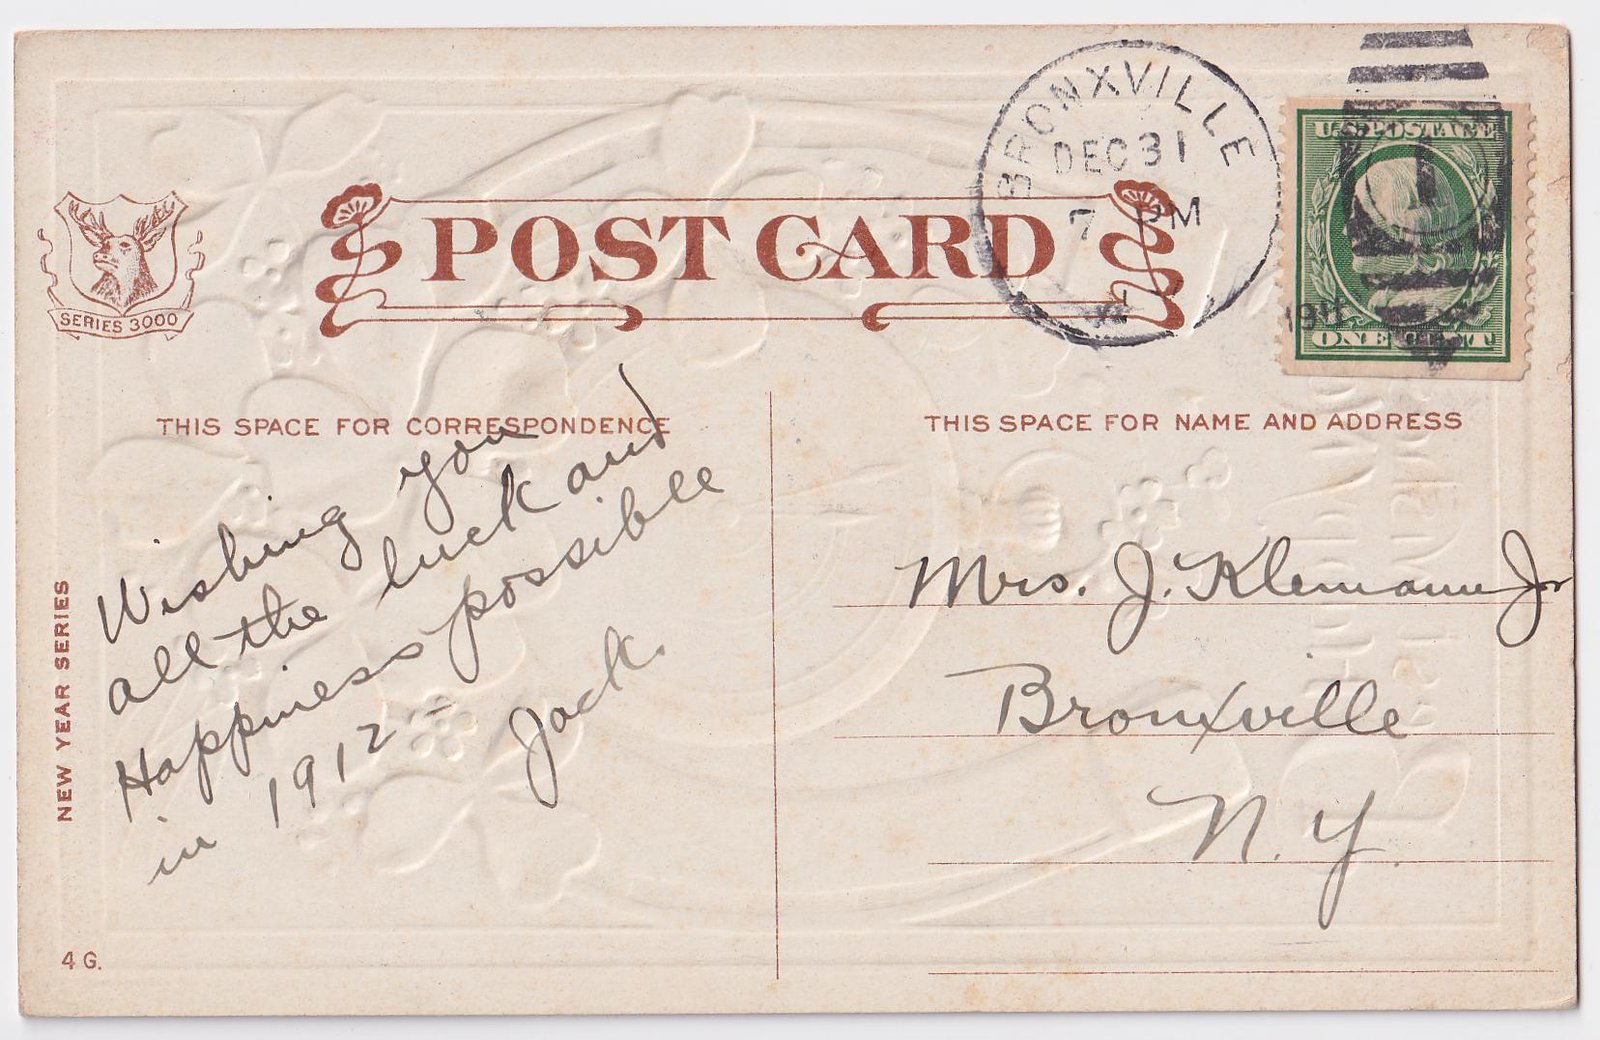 BRONXVILLE
DEC 31
7 PM
1911
U.S. POSTAGE
ONE CENT
POST CARD
SERIES 3000
THIS SPACE FOR CORRESPONDENCE
THIS SPACE FOR NAME AND ADDRESS
Wishing you
all the luck and
Happiness possible
in 1912 -
Jack.
Mrs. J. Klemann Jr
Bronxville
N. Y.
NEW YEAR SERIES
4 G.